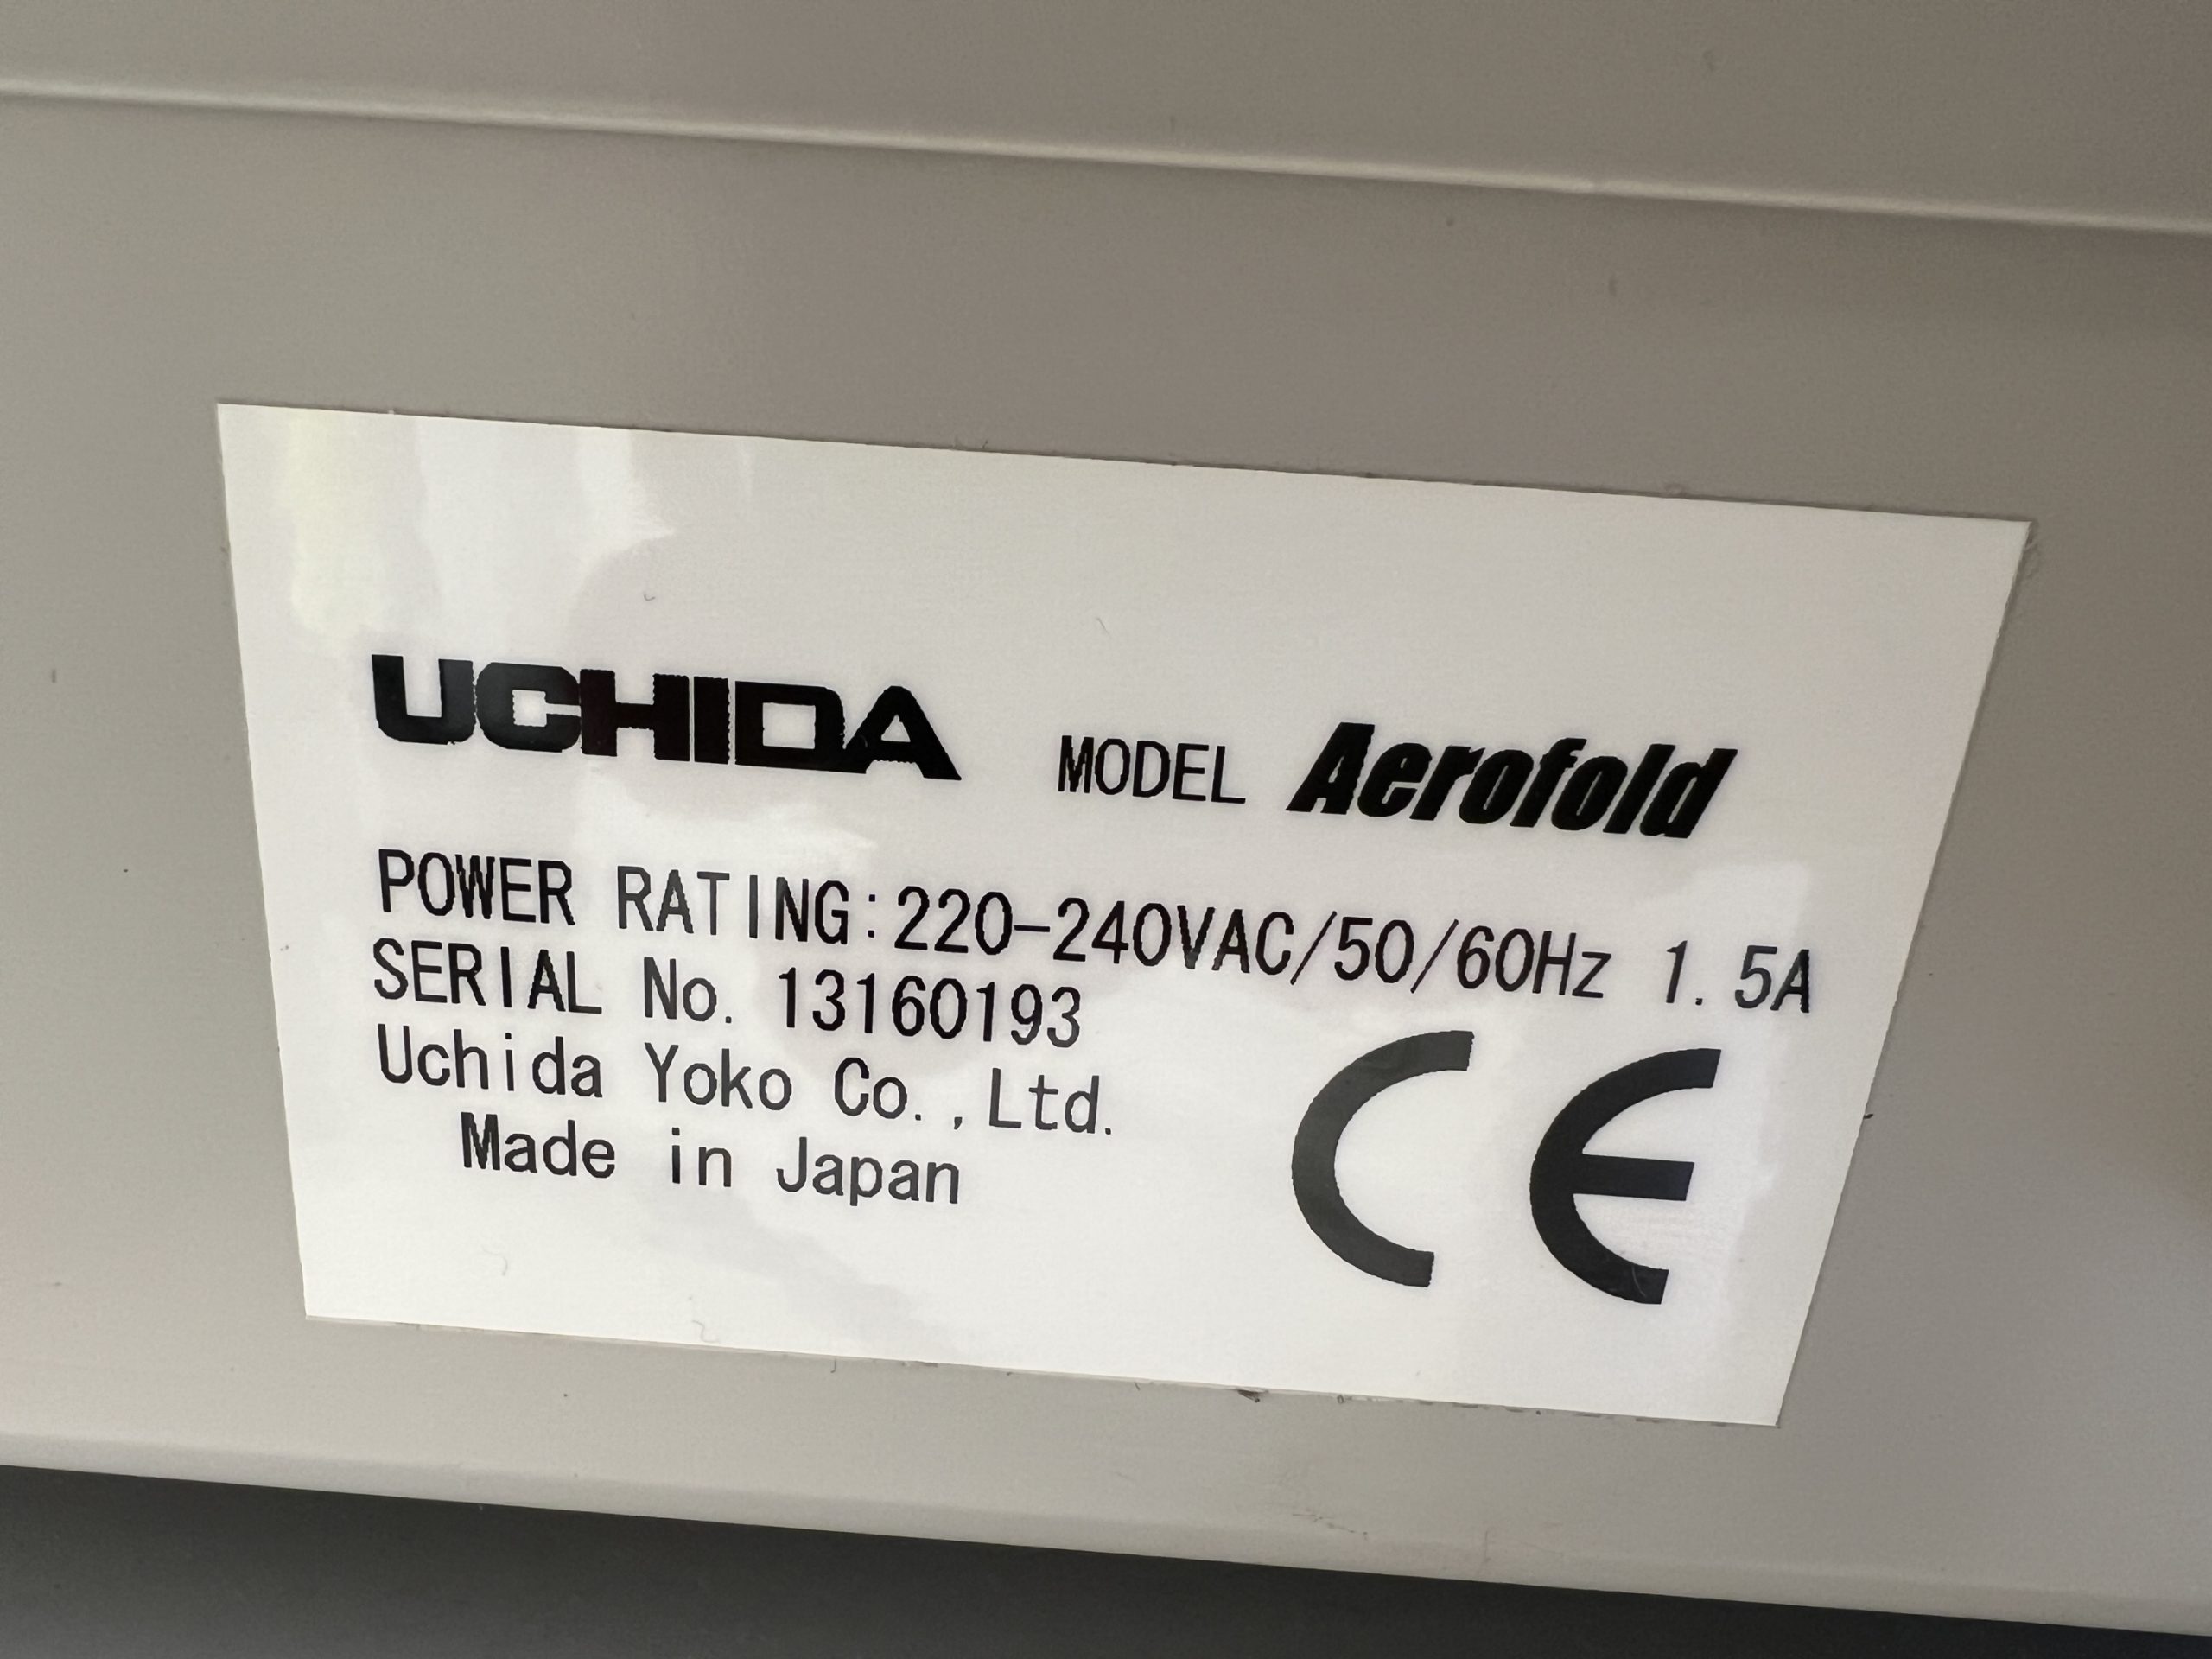 UCHIDA MODEL Aerofold
POWER RATING:220-240VAC/50/60Hz 1.5A
SERIAL No. 13160193
Uchida Yoko Co.,Ltd.
Made in Japan
CE